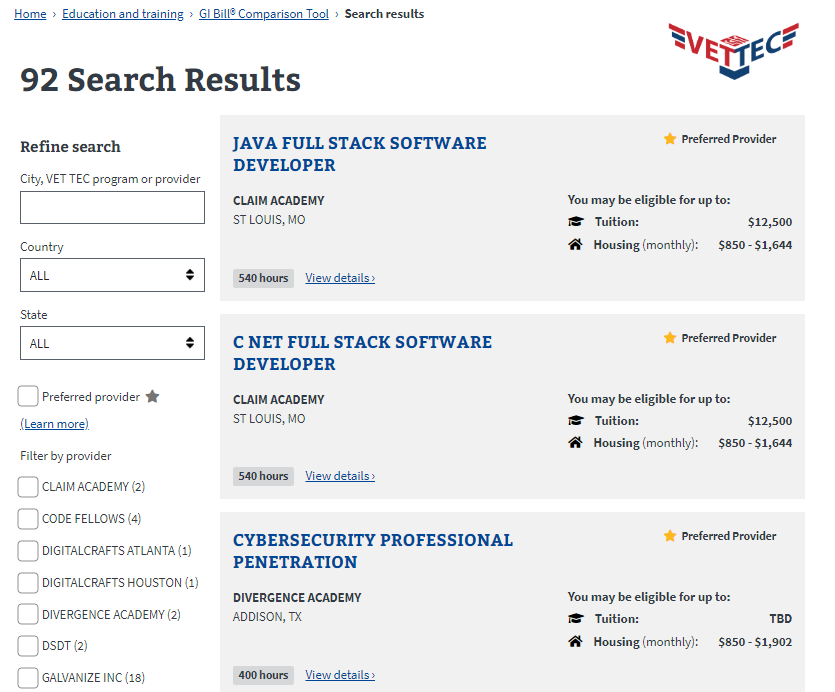 Home › Education and training › GI Bill® Comparison Tool › Search results
VET TEC
92 Search Results
Refine search
City, VET TEC program or provider
Country
ALL
State
ALL
Preferred provider
(Learn more)
Filter by provider
CLAIM ACADEMY (2)
CODE FELLOWS (4)
DIGITALCRAFTS ATLANTA (1)
DIGITALCRAFTS HOUSTON (1)
DIVERGENCE ACADEMY (2)
DSDT (2)
GALVANIZE INC (18)
JAVA FULL STACK SOFTWARE
DEVELOPER
Preferred Provider
CLAIM ACADEMY
ST LOUIS, MO
You may be eligible for up to:
Tuition: $12,500
Housing (monthly): $850 - $1,644
540 hours View details ›
C NET FULL STACK SOFTWARE
DEVELOPER
Preferred Provider
CLAIM ACADEMY
ST LOUIS, MO
You may be eligible for up to:
Tuition: $12,500
Housing (monthly): $850 - $1,644
540 hours View details ›
CYBERSECURITY PROFESSIONAL
PENETRATION
Preferred Provider
DIVERGENCE ACADEMY
ADDISON, TX
You may be eligible for up to:
Tuition: TBD
Housing (monthly): $850 - $1,902
400 hours View details ›